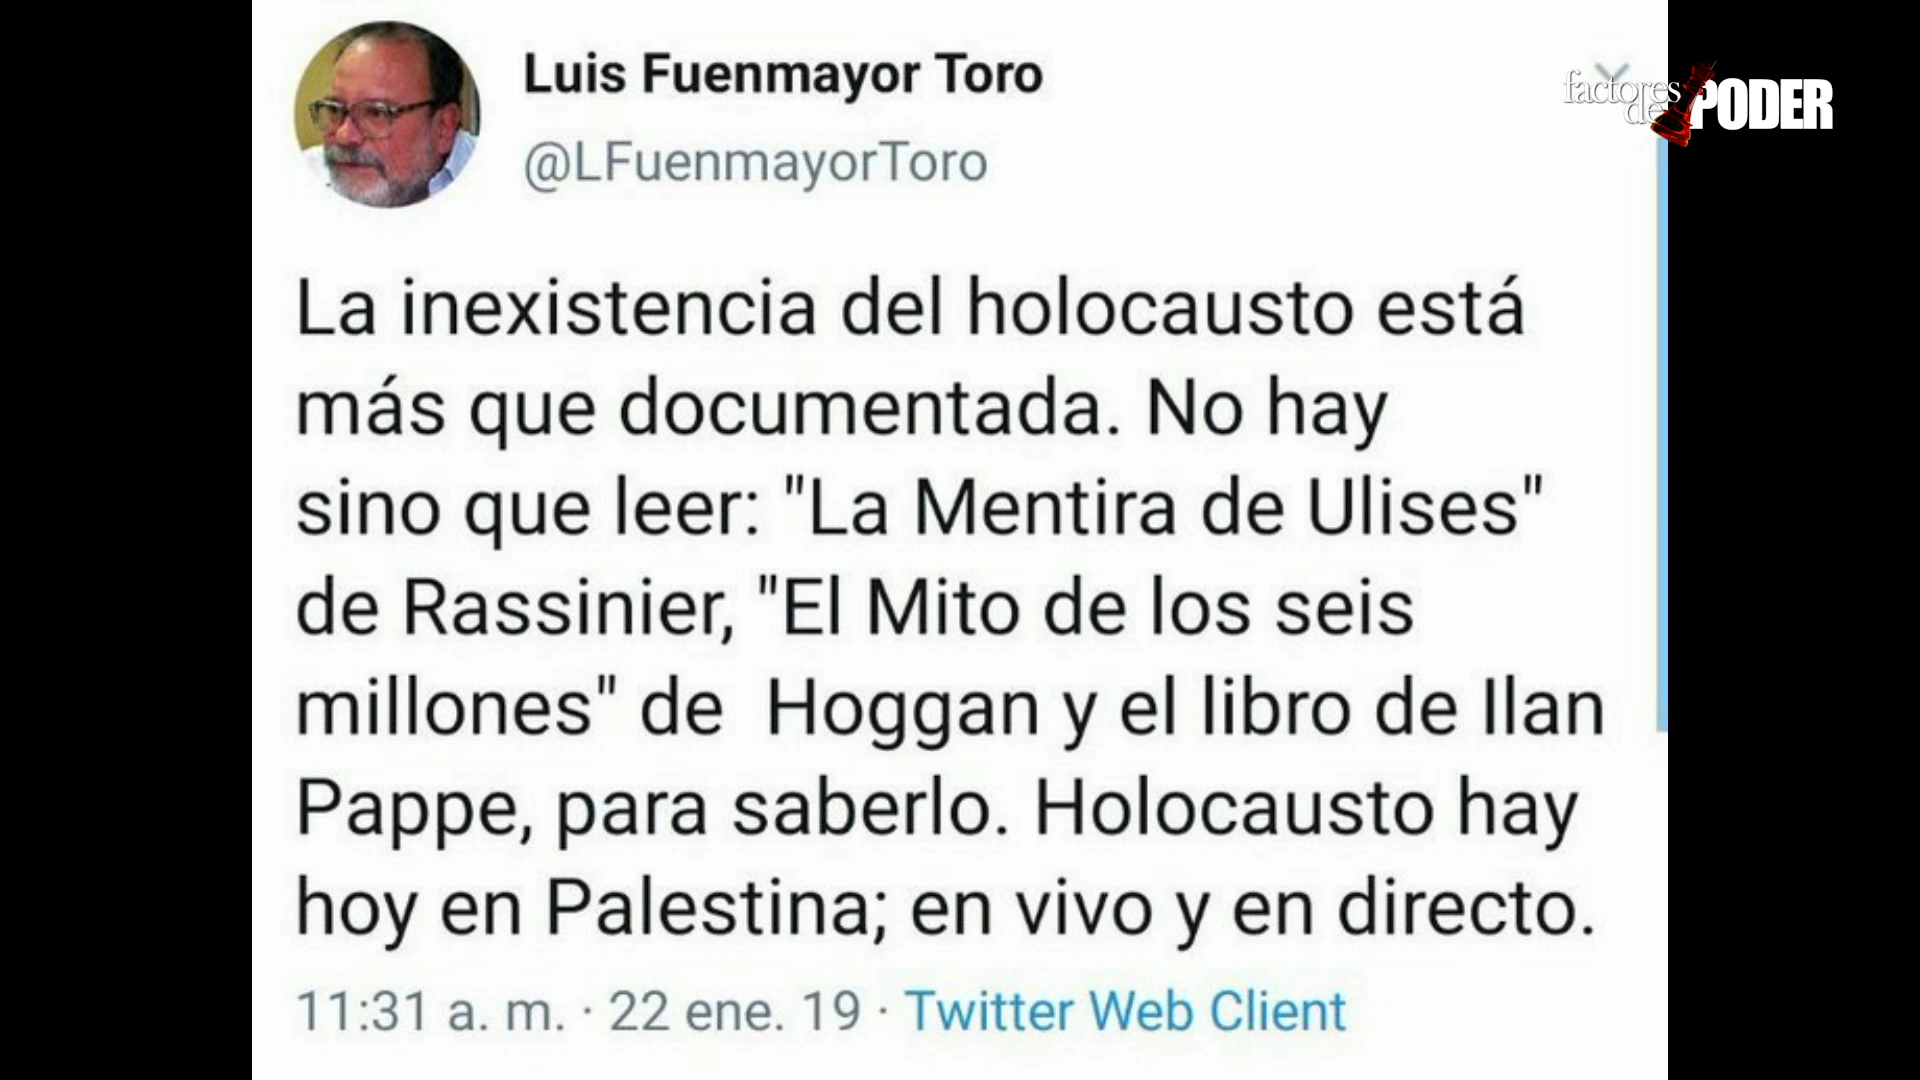 Luis Fuenmayor Toro
@LFuenmayorToro
factores de PODER
La inexistencia del holocausto está
más que documentada. No hay
sino que leer: "La Mentira de Ulises"
de Rassinier, "El Mito de los seis
millones" de  Hoggan y el libro de Ilan
Pappe, para saberlo. Holocausto hay
hoy en Palestina; en vivo y en directo.
11:31 a. m. · 22 ene. 19 · Twitter Web Client